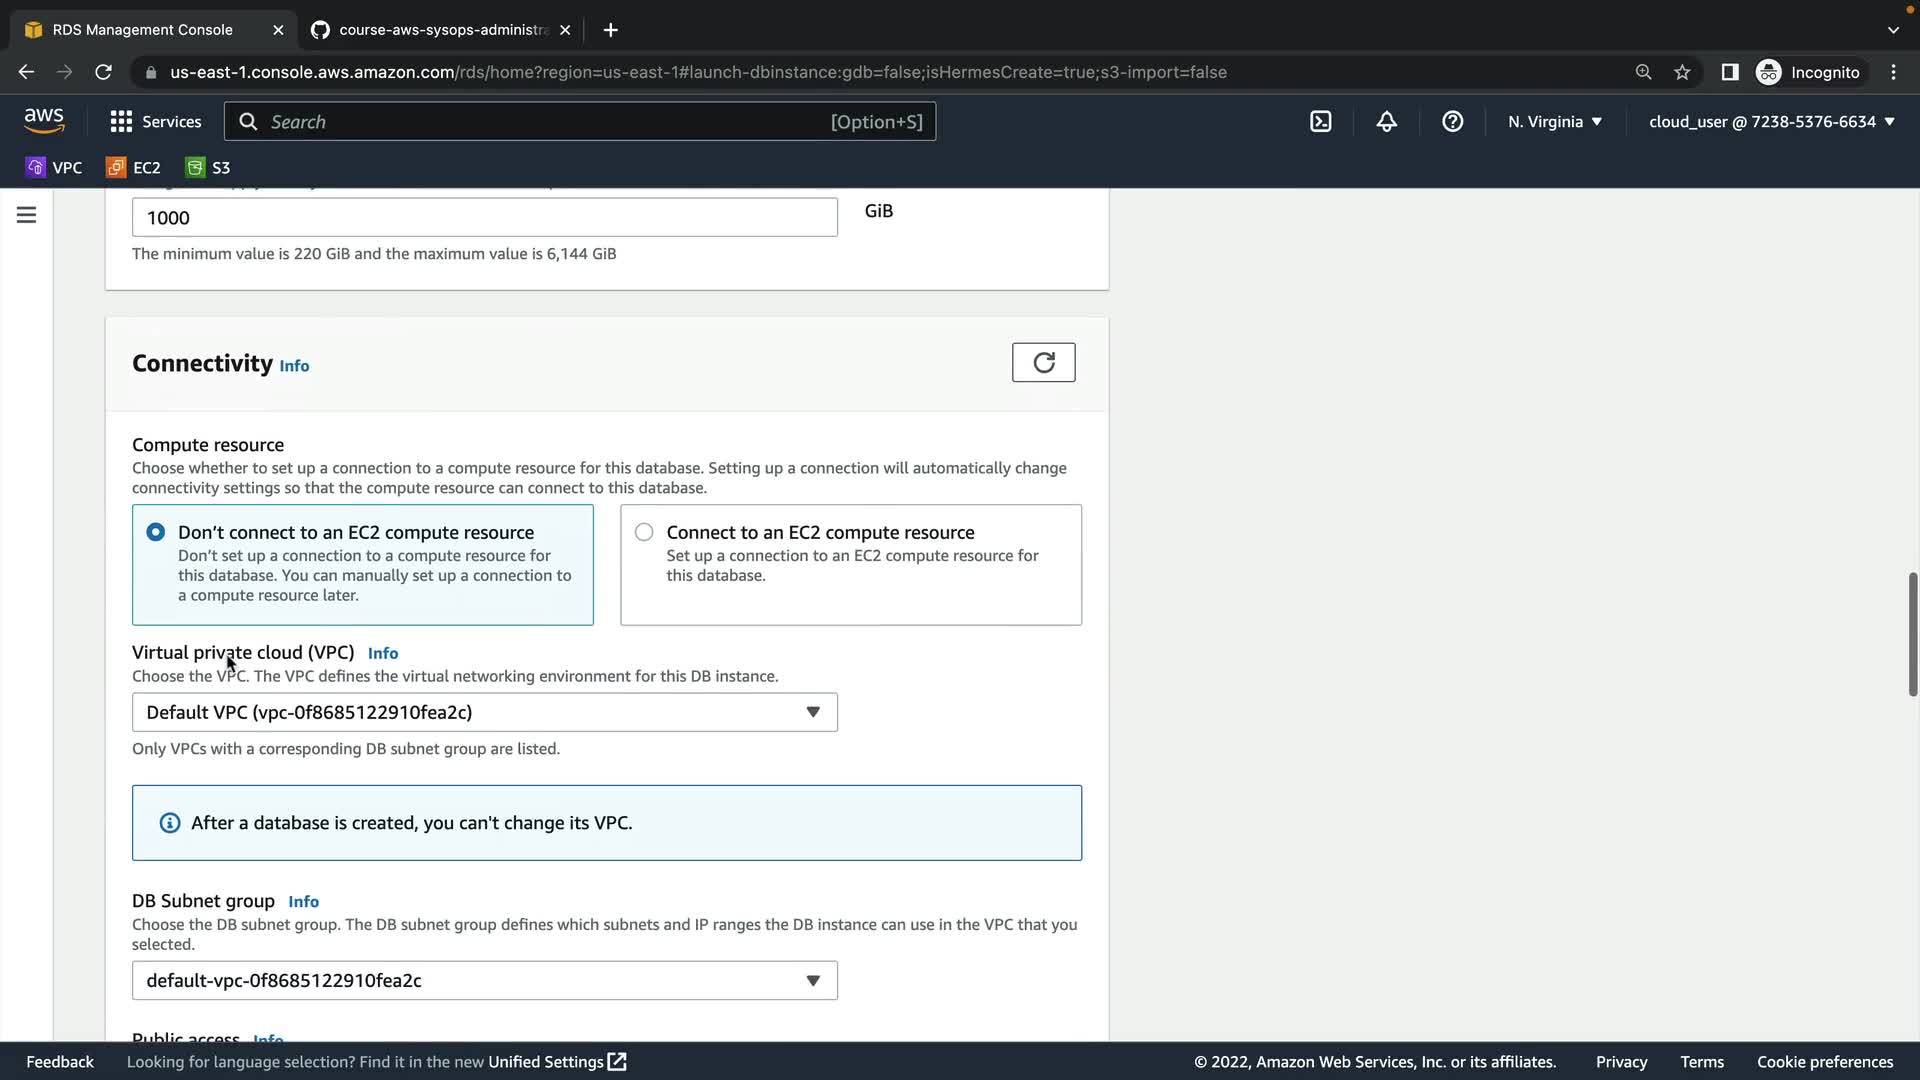 RDS Management Console
course-aws-sysops-administra
us-east-1.console.aws.amazon.com/rds/home?region=us-east-1#launch-dbinstance:gdb=false;isHermesCreate=true;s3-import=false
Incognito
aws
Services
Search
[Option+S]
N. Virginia
cloud_user @ 7238-5376-6634
VPC
EC2
S3
1000
GiB
The minimum value is 220 GiB and the maximum value is 6,144 GiB
Connectivity Info
Compute resource
Choose whether to set up a connection to a compute resource for this database. Setting up a connection will automatically change
connectivity settings so that the compute resource can connect to this database.
Don’t connect to an EC2 compute resource
Don’t set up a connection to a compute resource for
this database. You can manually set up a connection to
a compute resource later.
Connect to an EC2 compute resource
Set up a connection to an EC2 compute resource for
this database.
Virtual private cloud (VPC) Info
Choose the VPC. The VPC defines the virtual networking environment for this DB instance.
Default VPC (vpc-0f8685122910fea2c)
Only VPCs with a corresponding DB subnet group are listed.
After a database is created, you can't change its VPC.
DB Subnet group Info
Choose the DB subnet group. The DB subnet group defines which subnets and IP ranges the DB instance can use in the VPC that you
selected.
default-vpc-0f8685122910fea2c
Public access Info
Feedback
Looking for language selection? Find it in the new Unified Settings
© 2022, Amazon Web Services, Inc. or its affiliates.
Privacy
Terms
Cookie preferences